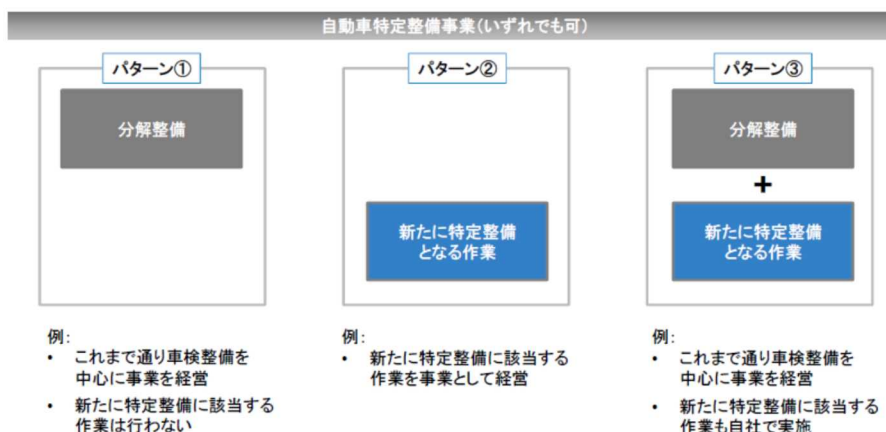 自動車特定整備事業(いずれでも可)
パターン①
分解整備
例:
• これまで通り車検整備を
中心に事業を経営
• 新たに特定整備に該当する
作業は行わない
パターン②
新たに特定整備
となる作業
例:
• 新たに特定整備に該当する
作業を事業として経営
パターン③
分解整備
+
新たに特定整備
となる作業
例:
• これまで通り車検整備を
中心に事業を経営
• 新たに特定整備に該当する
作業も自社で実施